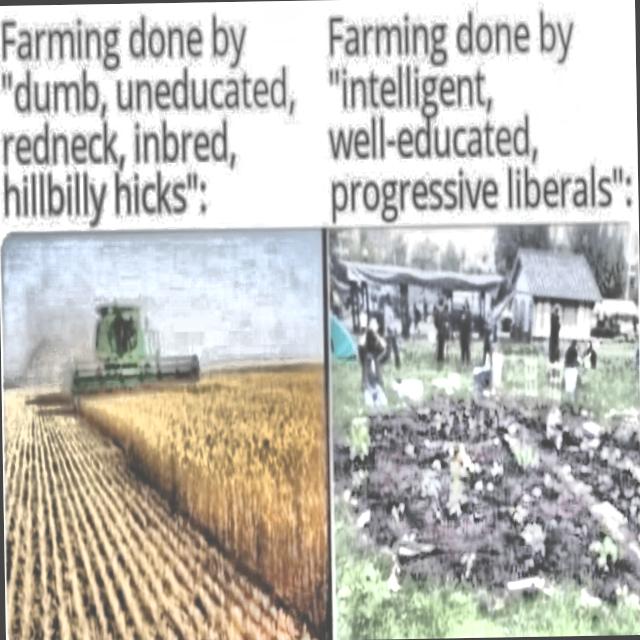 Farming done by
"dumb, uneducated,
redneck, inbred,
hillbilly hicks":
Farming done by
"intelligent,
well-educated,
progressive liberals":